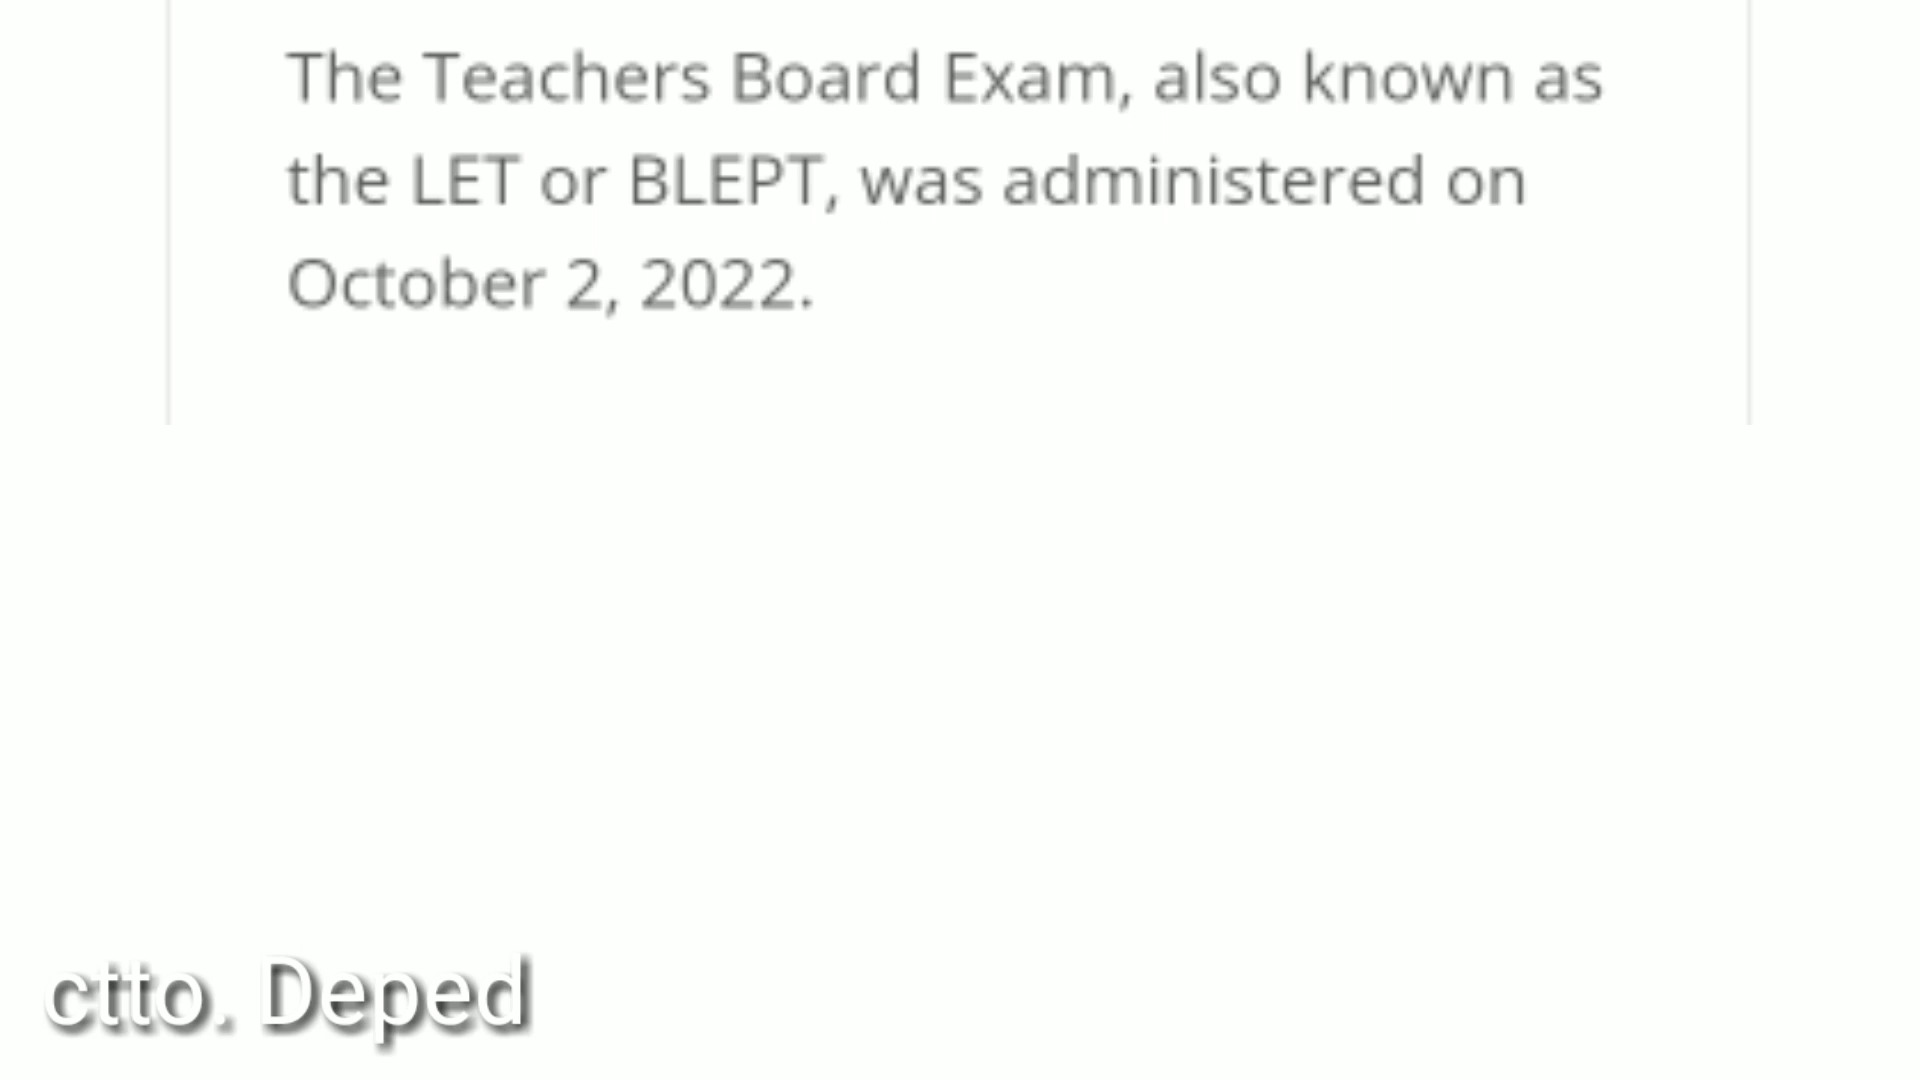 The Teachers Board Exam, also known as
the LET or BLEPT, was administered on
October 2, 2022.
ctto. Deped